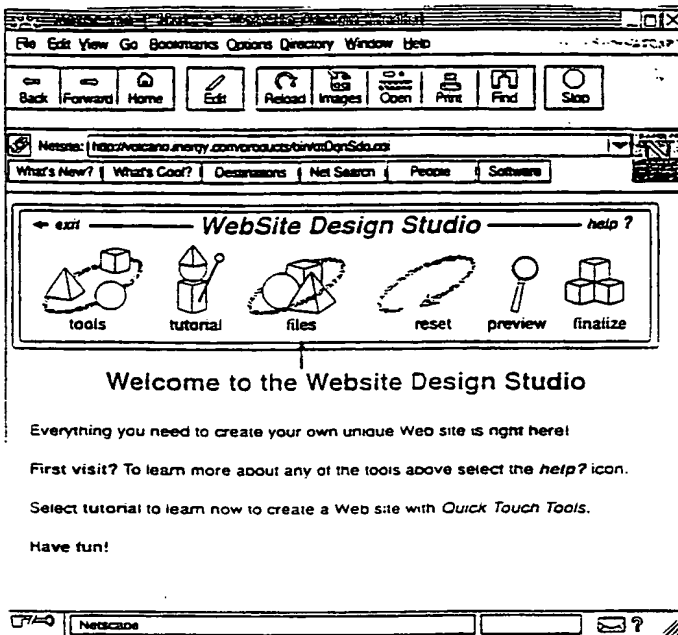 File Edit View Go Bookmarks Options Directory Window Help
Back Forward Home Edit Reload Images Open Print Find Stop
Netsite:
What's New? What's Cool? Destinations Net Search People Software
← exit WebSite Design Studio help ?
tools tutorial files reset preview finalize
Welcome to the Website Design Studio
Everything you need to create your own unique Web site is right here!
First visit? To learn more about any of the tools above select the help? icon.
Select tutorial to learn how to create a Web site with Quick Touch Tools.
Have fun!
Netscape ?